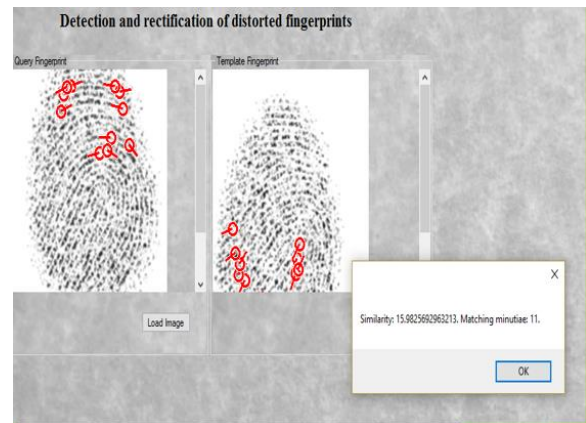 Detection and rectification of distorted fingerprints
Query Fingerprint
Template Fingerprint
Load Image
X
Similarity: 15.9825692963213. Matching minutiae: 11.
OK